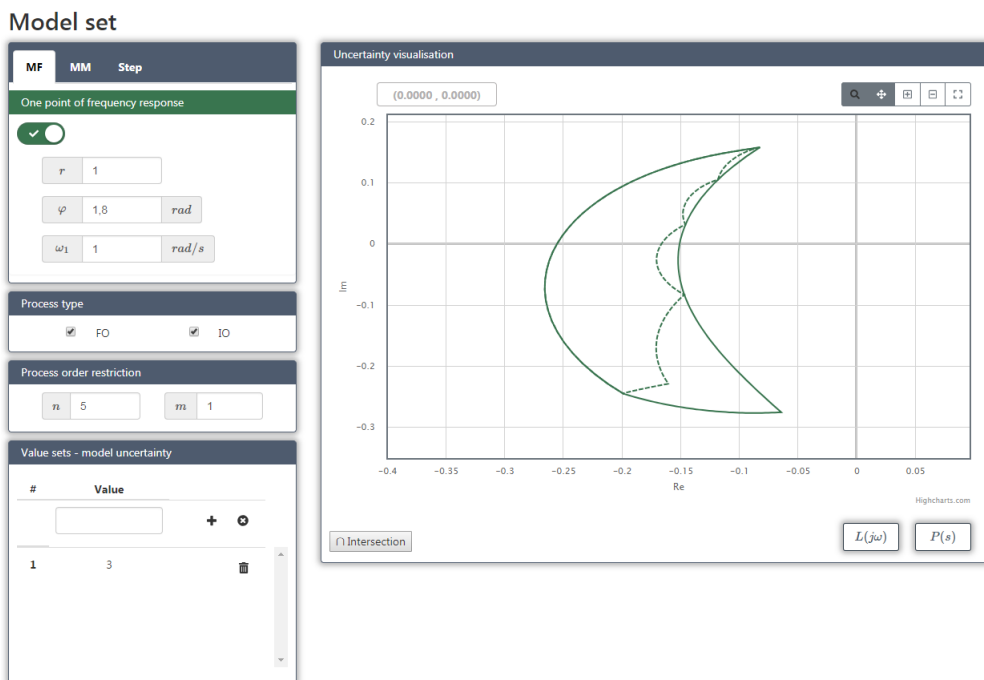 Model set
MF MM Step
One point of frequency response
r 1
φ 1,8 rad
ω₁ 1 rad/s
Process type
FO IO
Process order restriction
n 5 m 1
Value sets - model uncertainty
# Value
1 3
Uncertainty visualisation
(0.0000 , 0.0000)
0.2
0.1
0
−0.1
−0.2
−0.3
Im
−0.4 −0.35 −0.3 −0.25 −0.2 −0.15 −0.1 −0.05 0 0.05
Re
Highcharts.com
∩ Intersection
L(jω) P(s)